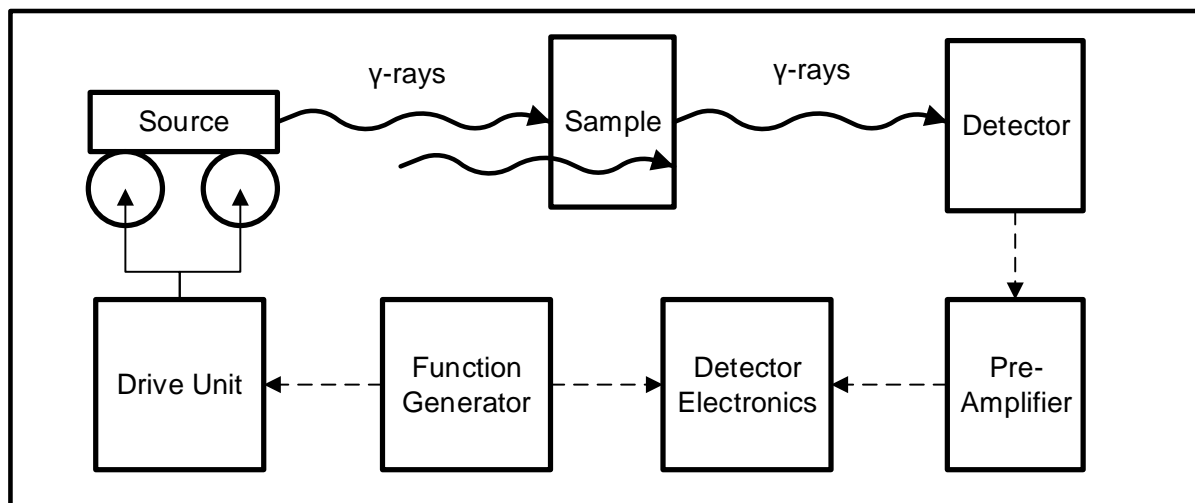 γ-rays
γ-rays
Source
Sample
Detector
Drive Unit
Function
Generator
Detector
Electronics
Pre-
Amplifier